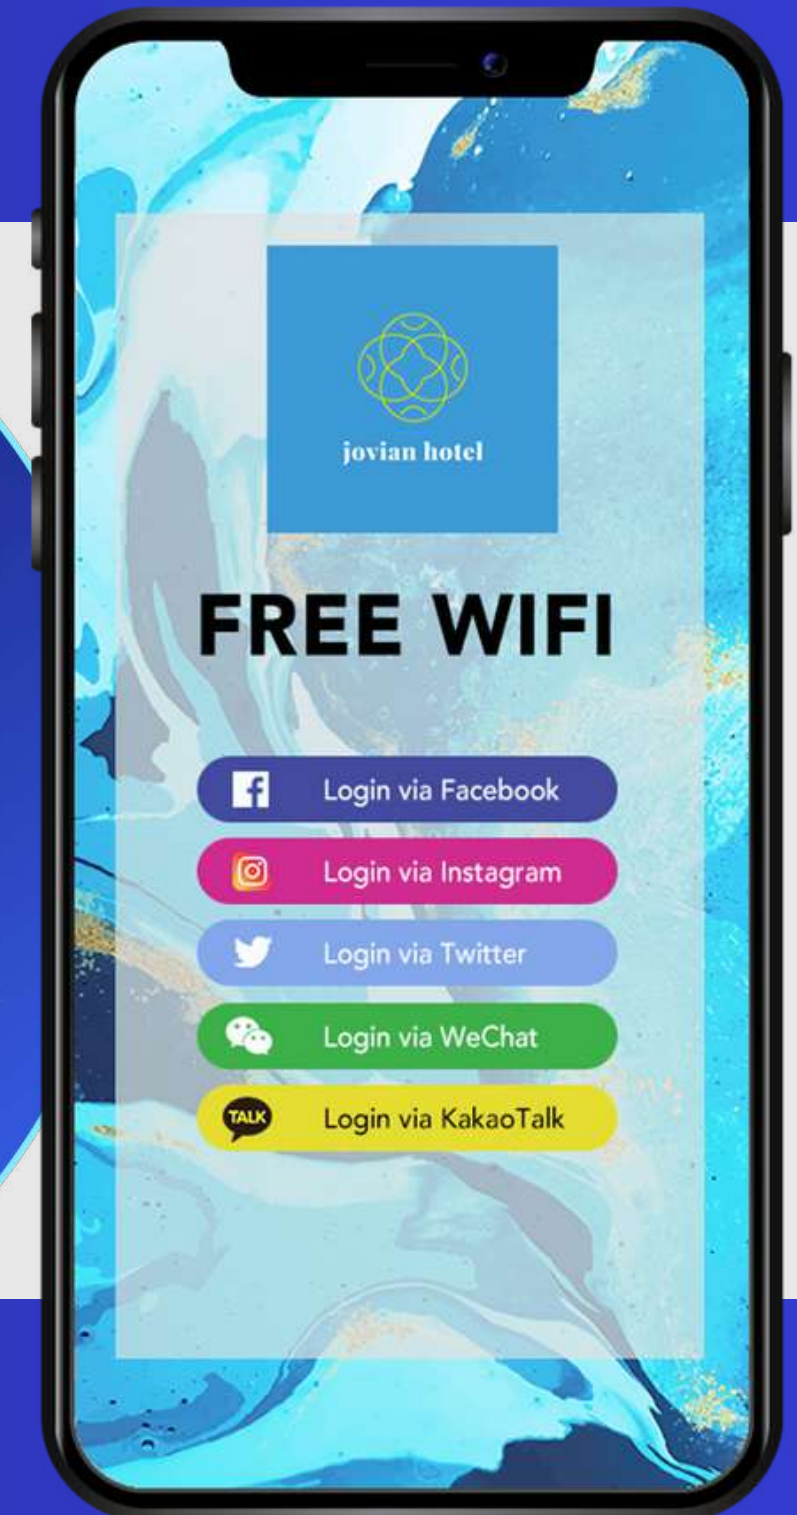 jovian hotel
FREE WIFI
Login via Facebook
Login via Instagram
Login via Twitter
Login via WeChat
TALK
Login via KakaoTalk